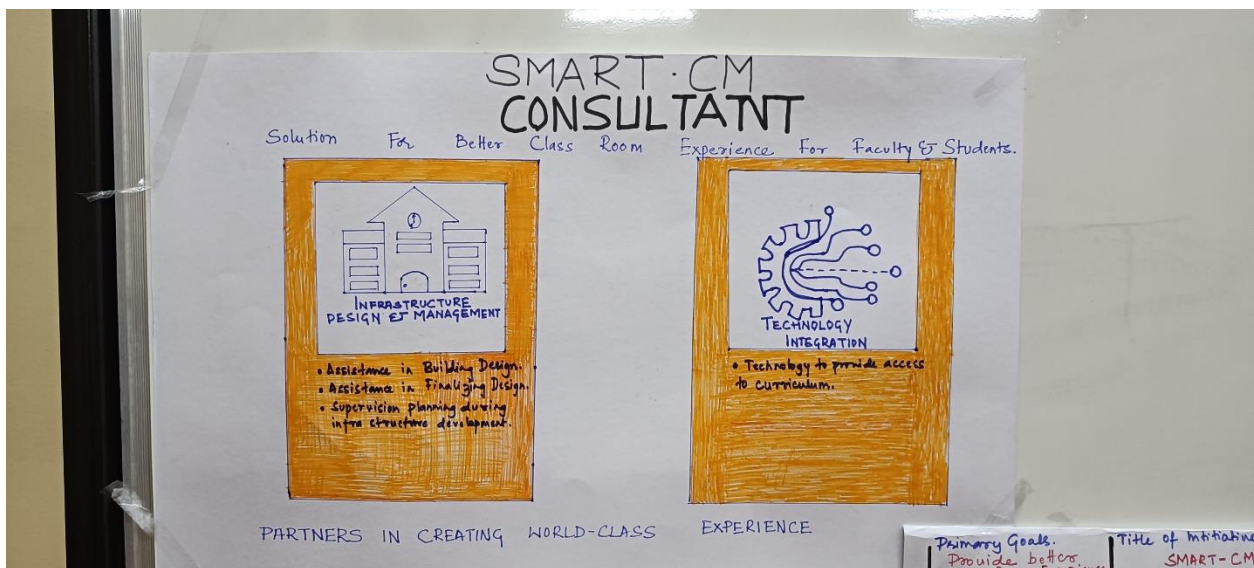 SMART·CM
CONSULTANT
Solution For Better Class Room Experience For Faculty & Students.
INFRASTRUCTURE
DESIGN & MANAGEMENT
• Assistance in Building Design.
• Assistance in Finalizing Design.
• Supervision planning during
infra structure development.
TECHNOLOGY
INTEGRATION
• Technology to provide access
to curriculum.
PARTNERS IN CREATING WORLD-CLASS EXPERIENCE
Primary Goals.
Provide better
Title of Intitiative
SMART-CM